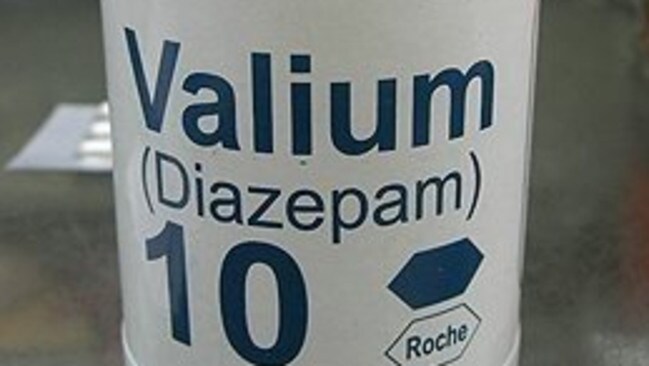 Valium
(Diazepam)
10
Roche